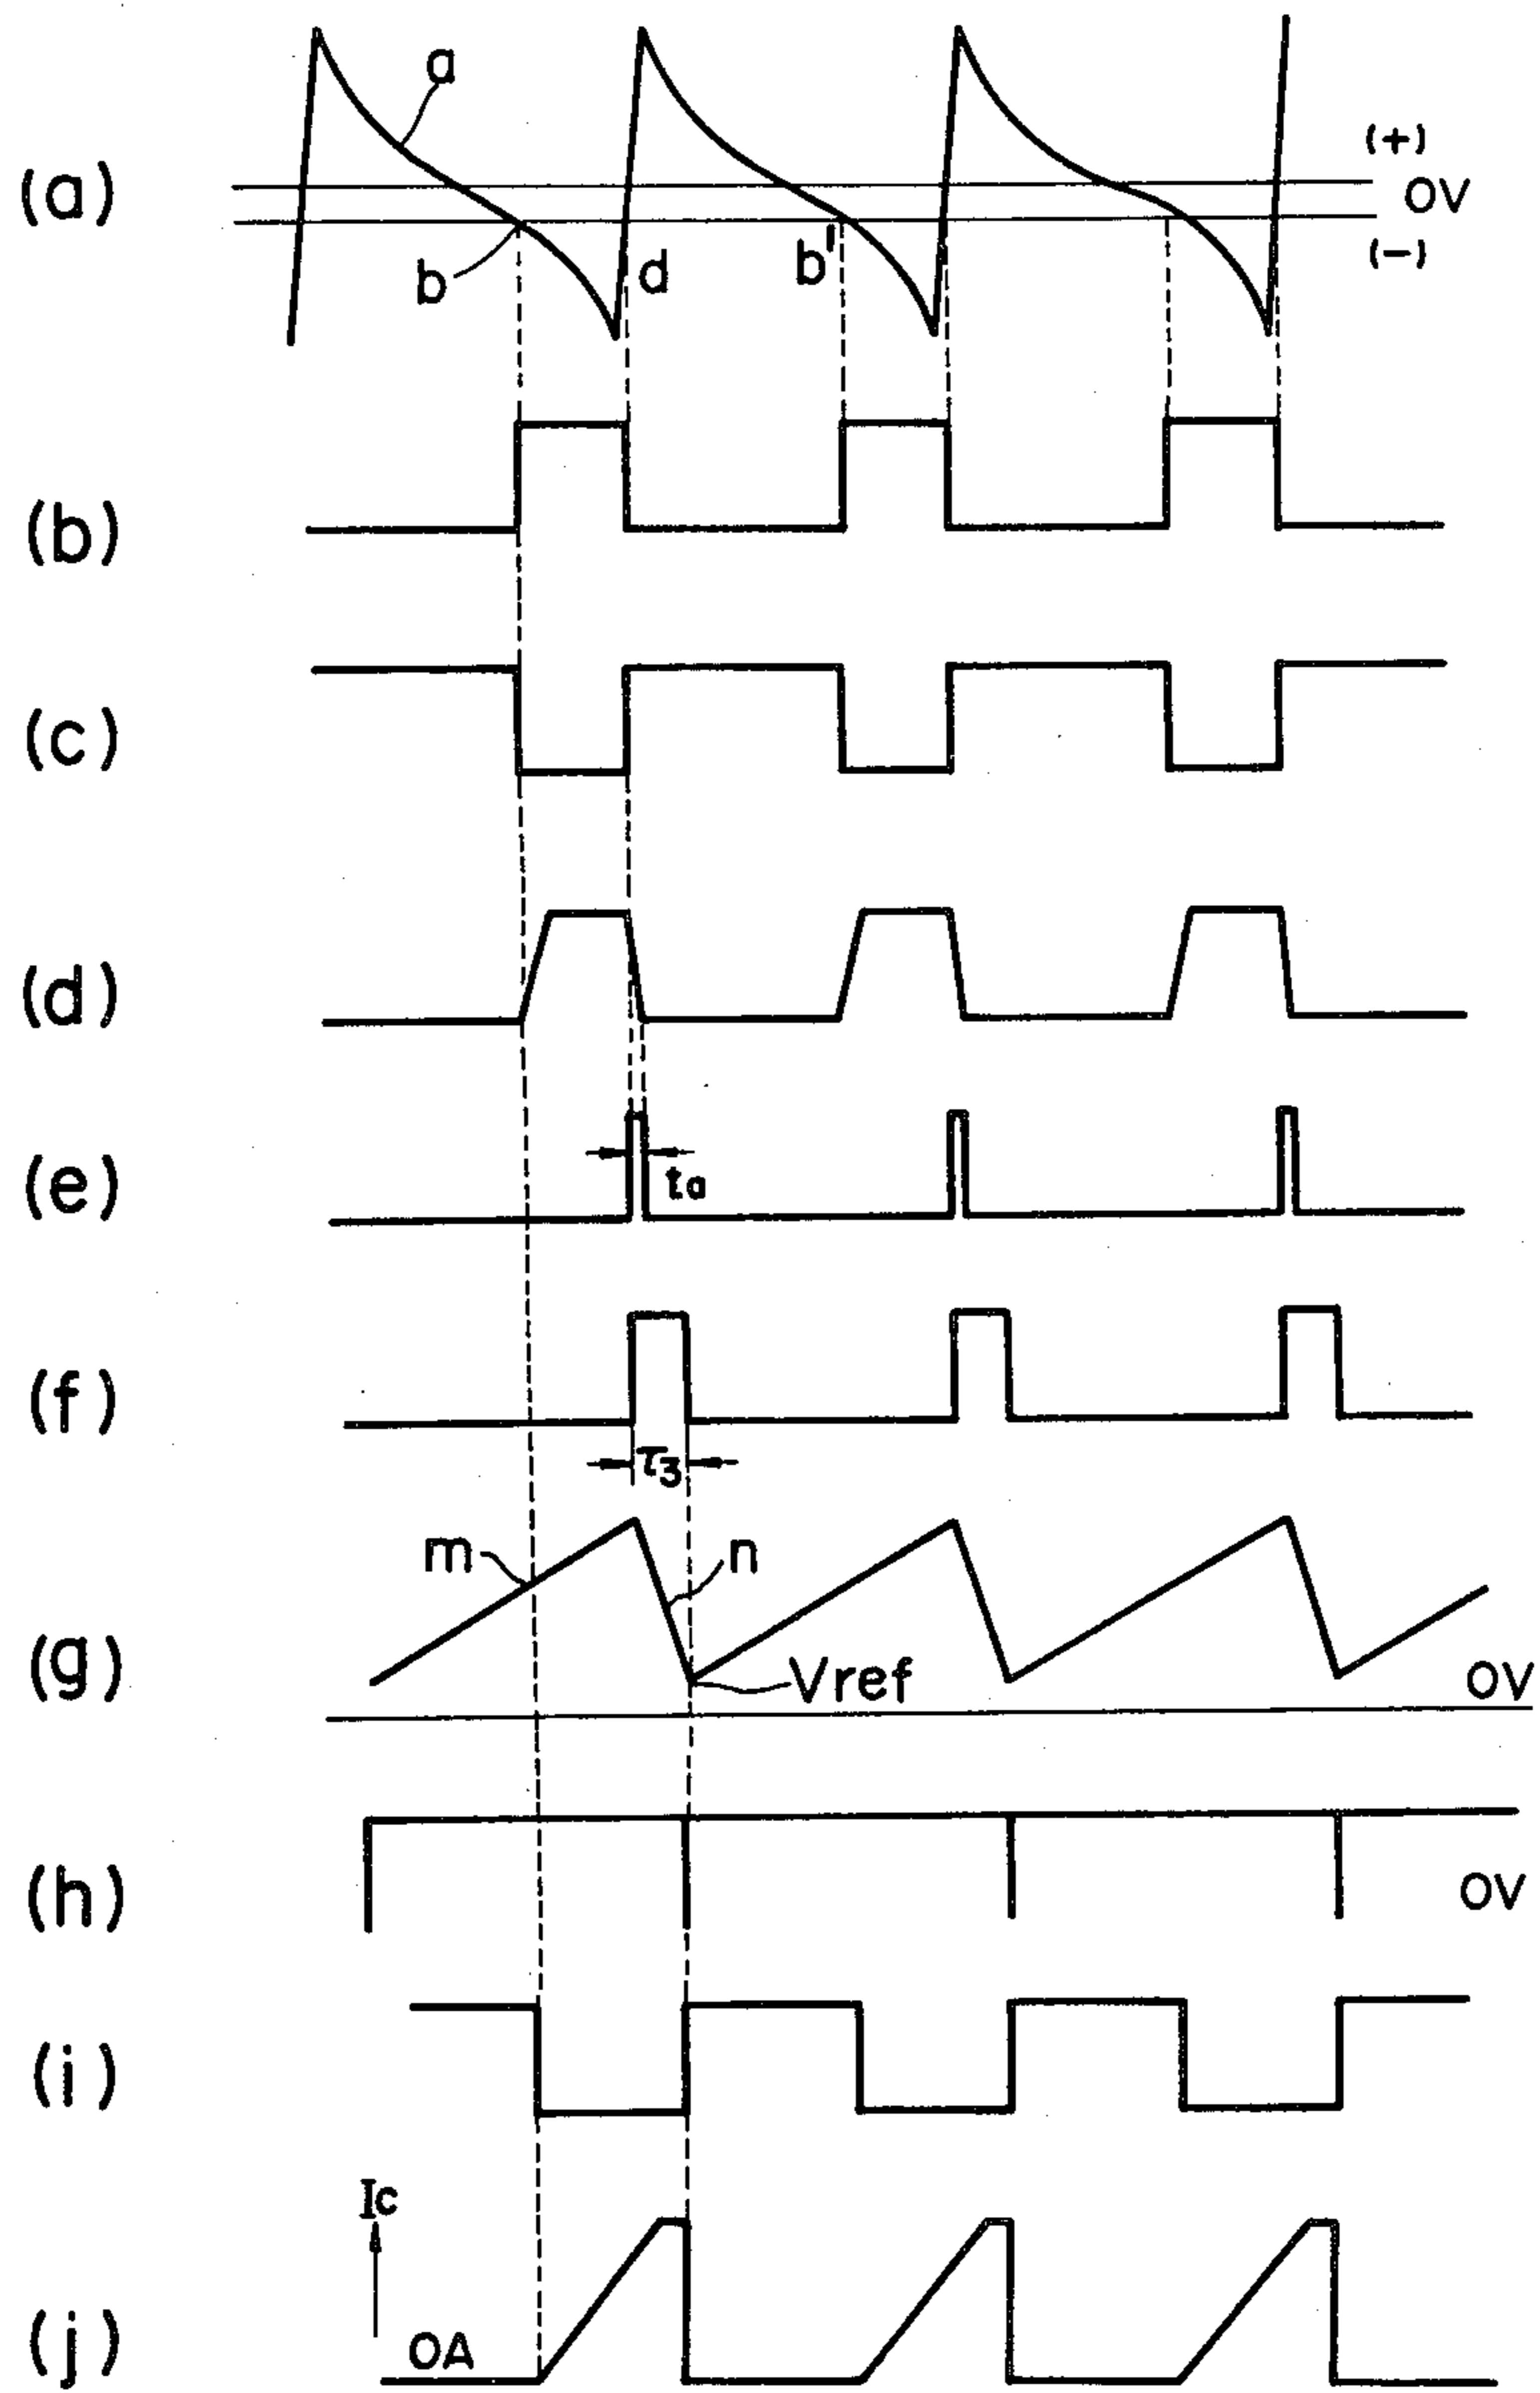 a
(+)
(a)
OV
b
d
b'
(-)
(b)
(c)
(d)
(e)
ta
(f)
τ3
m
n
(g)
Vref
OV
(h)
OV
(i)
Ic
(j)
OA